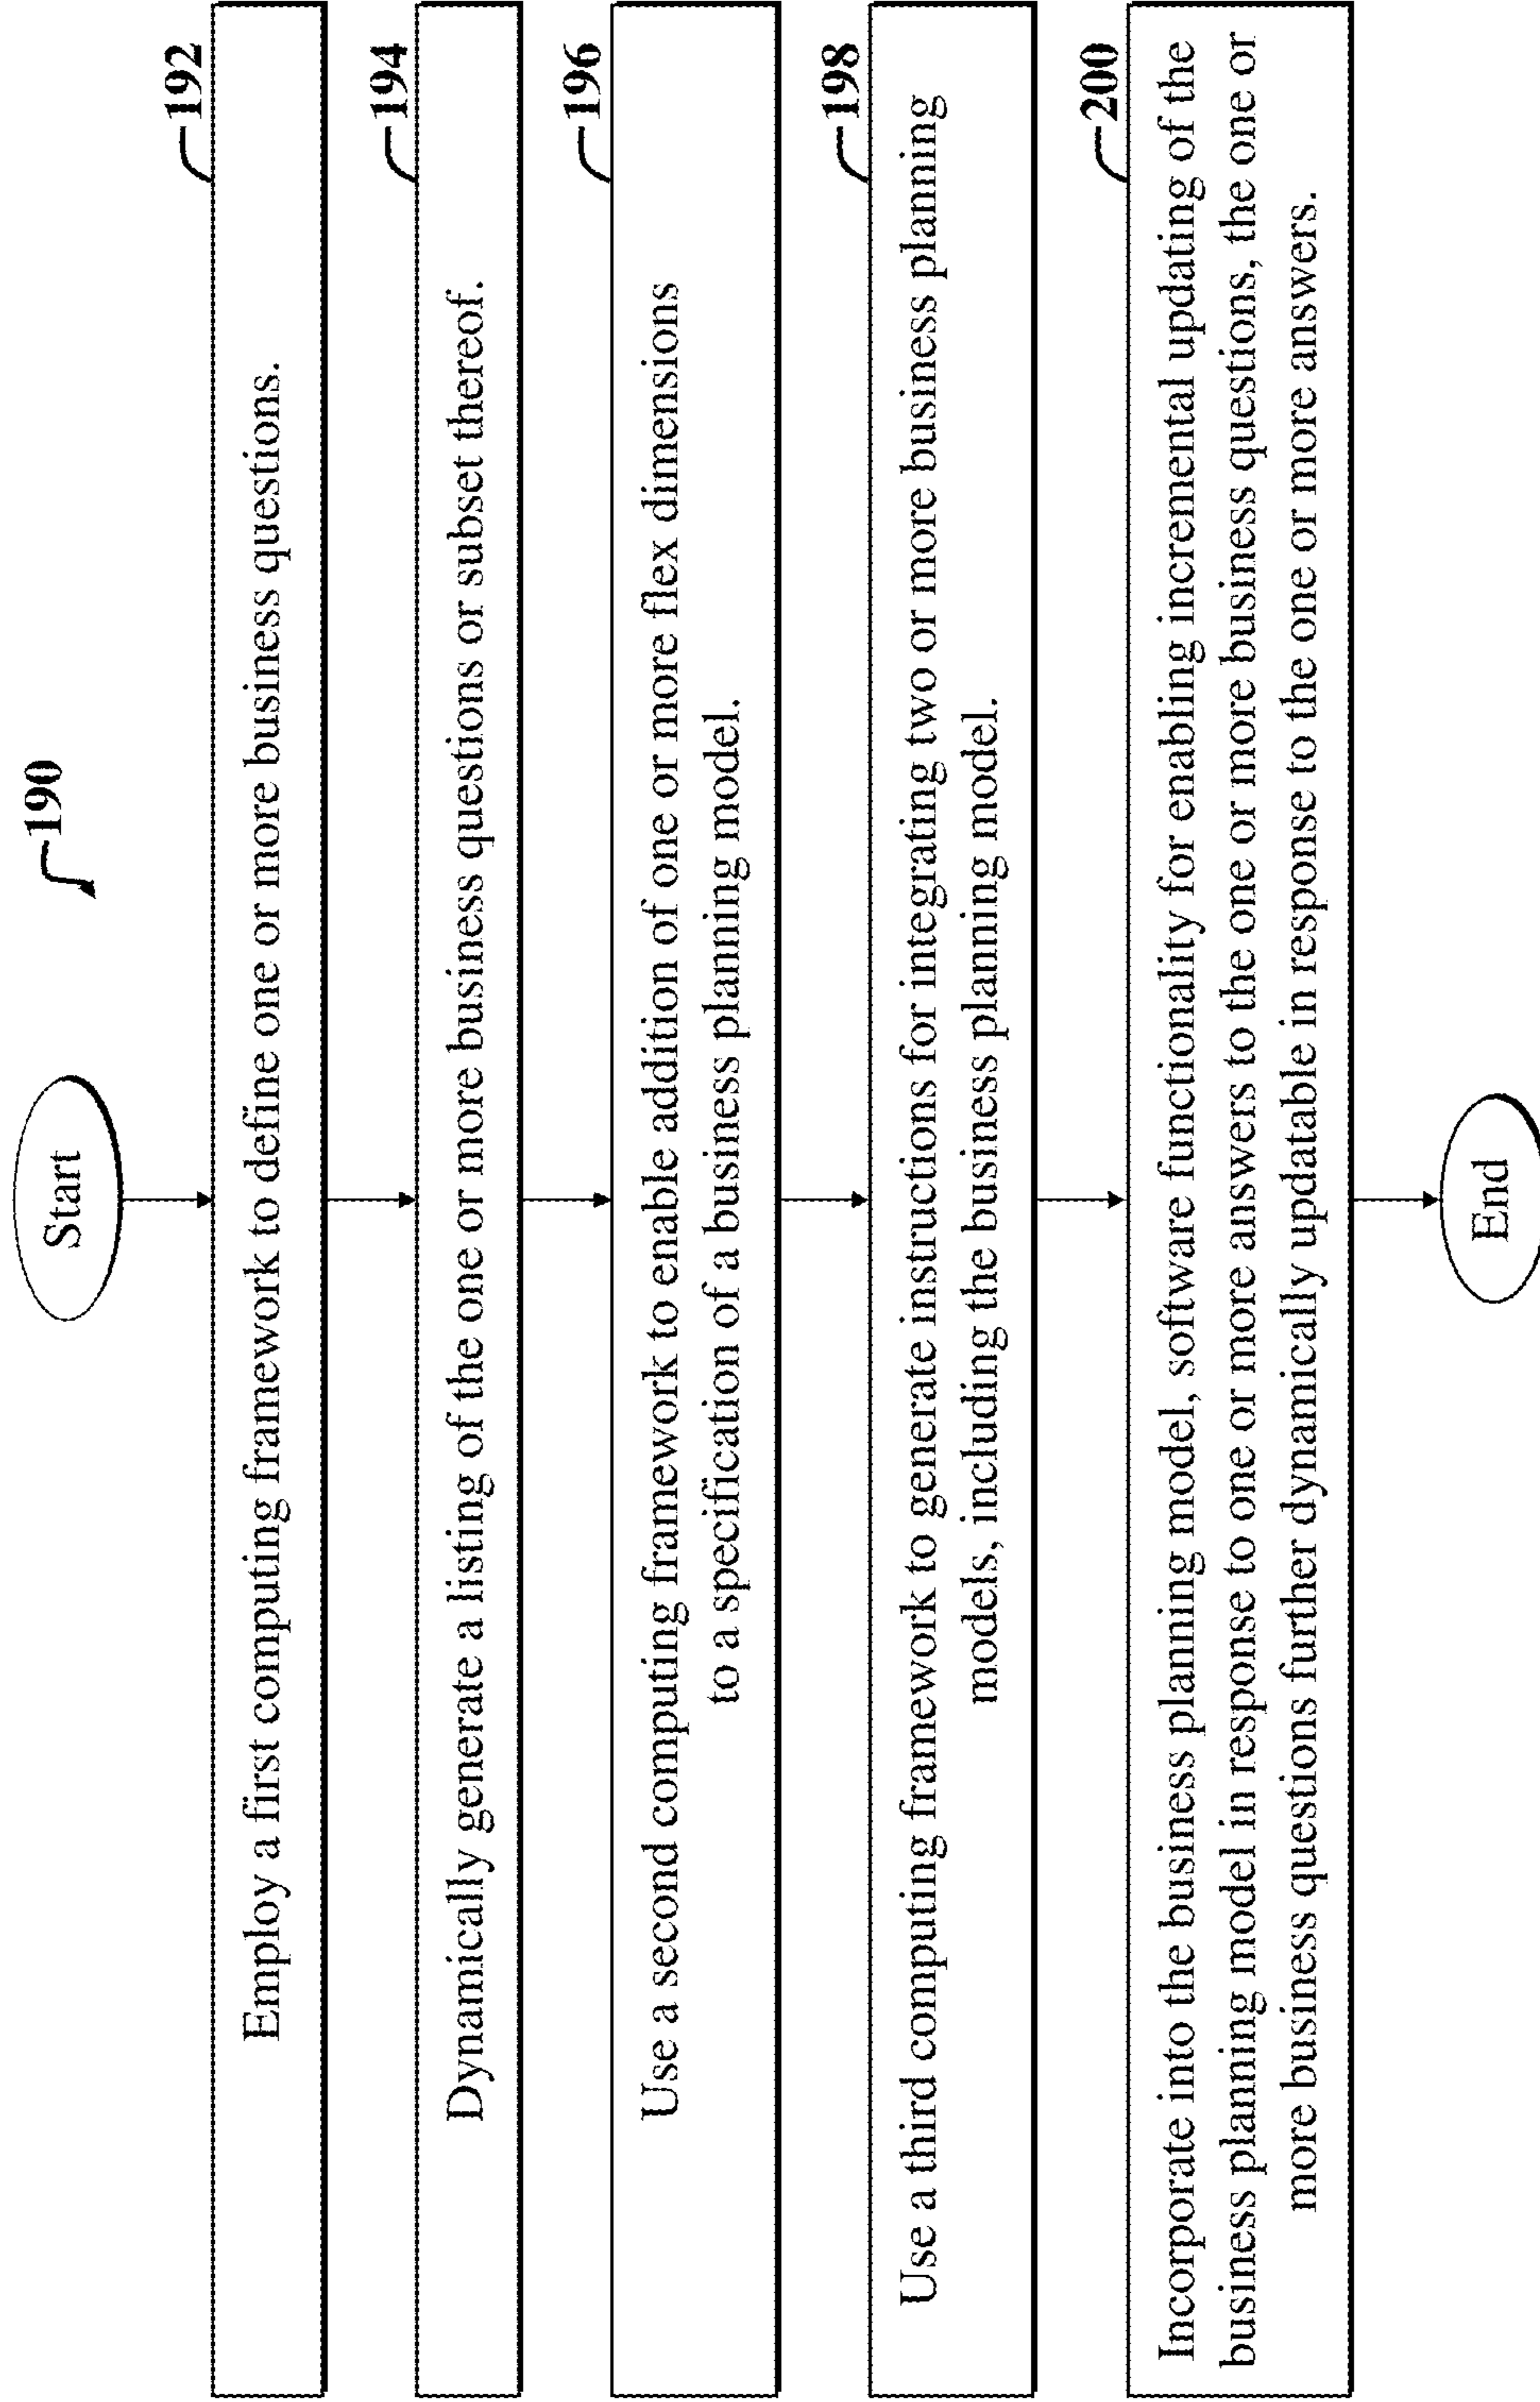 190
Start
192
Employ a first computing framework to define one or more business questions.
194
Dynamically generate a listing of the one or more business questions or subset thereof.
196
Use a second computing framework to enable addition of one or more flex dimensions
to a specification of a business planning model.
198
Use a third computing framework to generate instructions for integrating two or more business planning
models, including the business planning model.
200
Incorporate into the business planning model, software functionality for enabling incremental updating of the
business planning model in response to one or more answers to the one or more business questions, the one or
more business questions further dynamically updatable in response to the one or more answers.
End